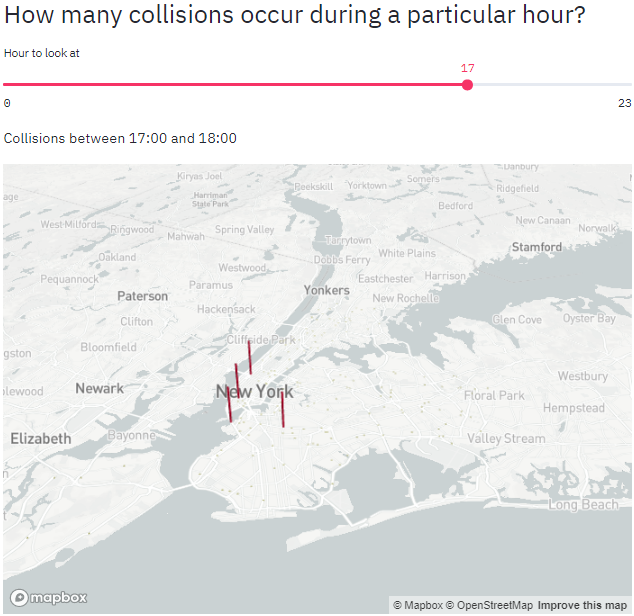 How many collisions occur during a particular hour?
Hour to look at
17
0 23
Collisions between 17:00 and 18:00
Kiryas Joel
Danbury
Harriman
State Park
Peekskill
Yorktown
Somers
Ridgefield
Bedford
New Canaan
Norwalk
West Milford
Ringwood
Mahwah
Spring Valley
Tarrytown
Stamford
Oakland
Dobbs Ferry
White Plains
Westwood
Pequannock
Paramus
Eastchester
Harrison
Paterson
Yonkers
New Rochelle
Hackensack
Clifton
Glen Cove
Oyster Bay
Bloomfield
Cliffside Park
gston
Westbury
lewood
Newark
New York
Floral Park
Hempstead
Elizabeth
Bayonne
Valley Stream
Long Beach
mapbox
© Mapbox © OpenStreetMap Improve this map